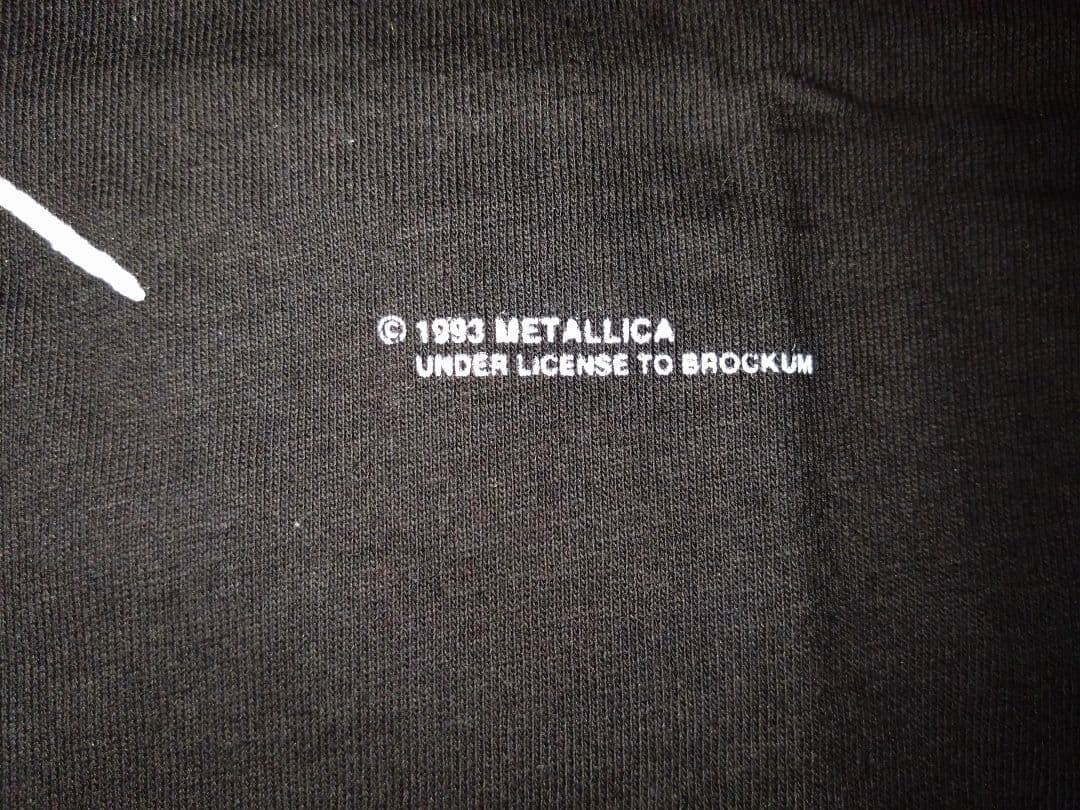 © 1993 METALLICA
UNDER LICENSE TO BROCKUM